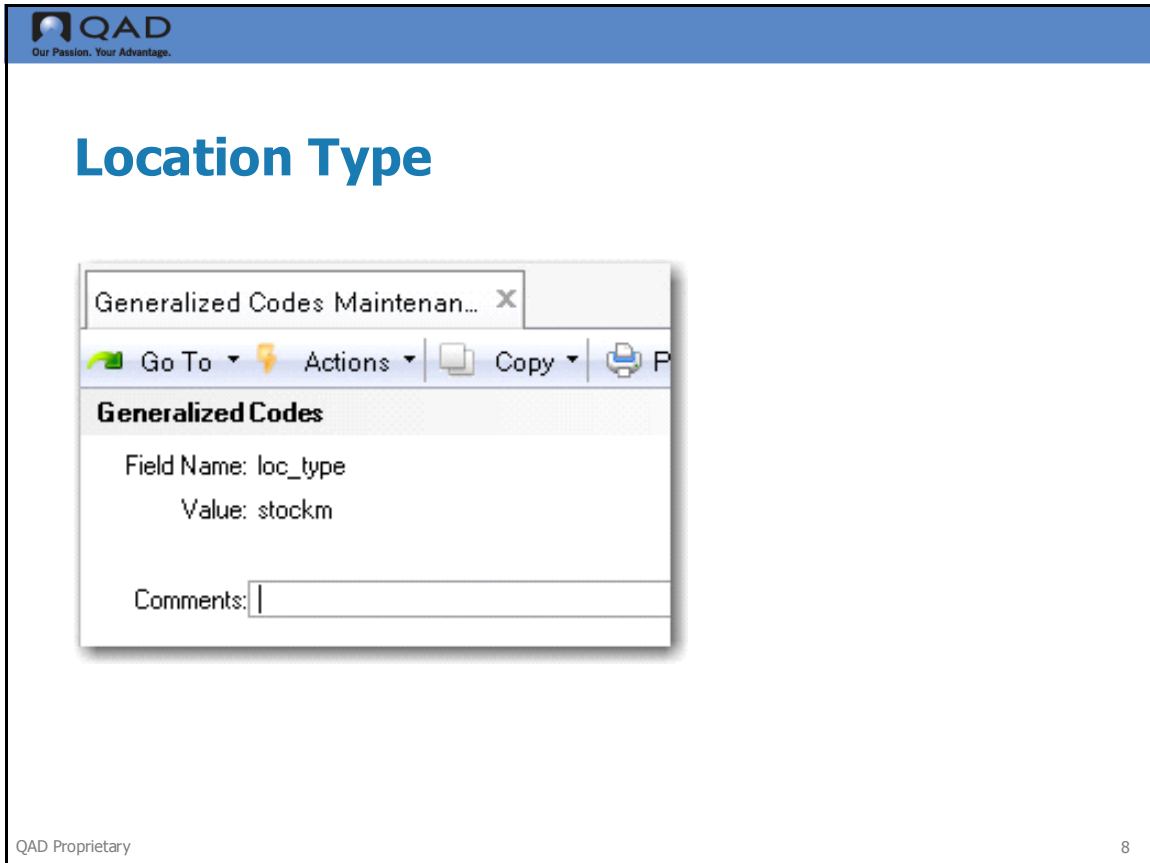 QAD
Our Passion. Your Advantage.
Location Type
Generalized Codes Maintenan...
Go To Actions Copy P
Generalized Codes
Field Name: loc_type
Value: stockm
Comments:
QAD Proprietary 8